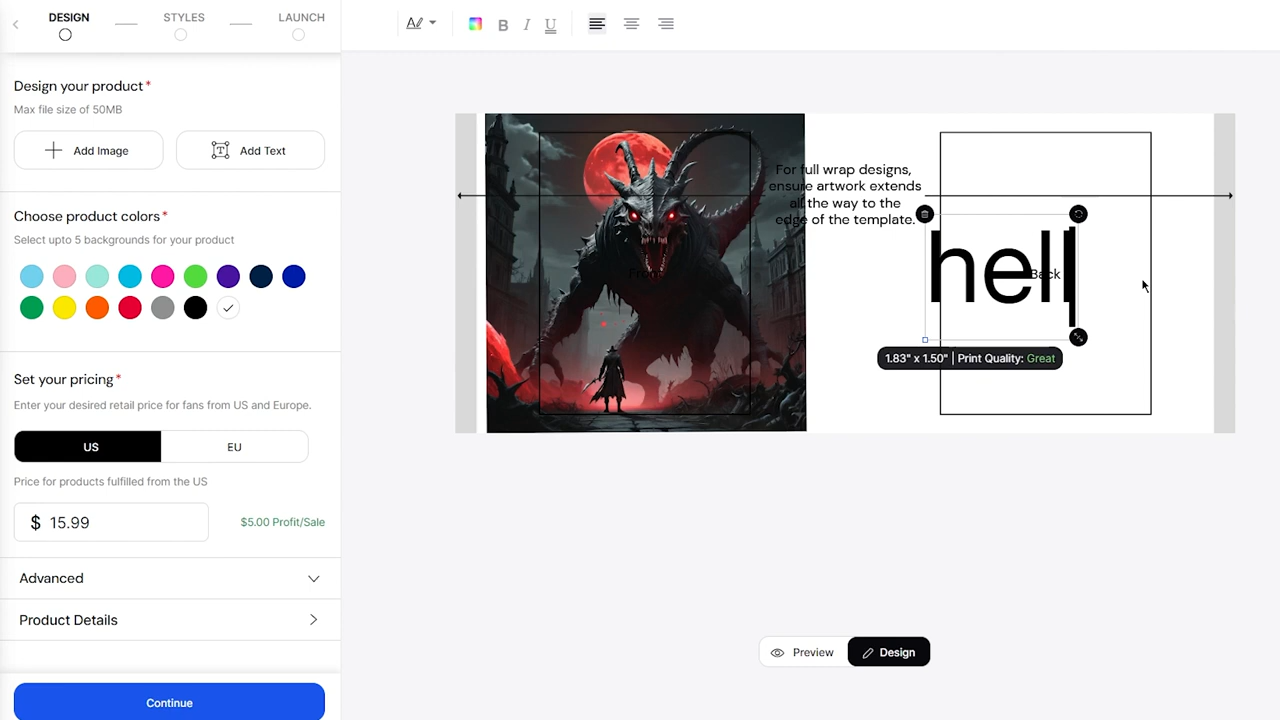 DESIGN
STYLES
LAUNCH
B I U
Design your product *
Max file size of 50MB
Add Image
Add Text
Choose product colors *
Select upto 5 backgrounds for your product
Set your pricing *
Enter your desired retail price for fans from US and Europe.
US
EU
Price for products fulfilled from the US
$ 15.99
$5.00 Profit/Sale
Advanced
Product Details
Continue
For full wrap designs,
ensure artwork extends
all the way to the
edge of the template.
Front
hell
Back
1.83" x 1.50" | Print Quality: Great
Preview
Design